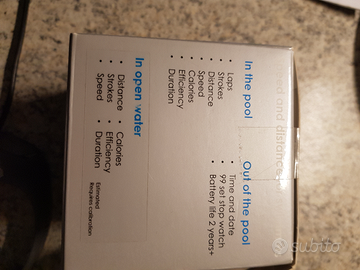 and distance
In the pool
Laps
Strokes
Distance
Speed
Calories
Efficiency
Duration
Out of the pool
Time and date
99 set stop watch
Battery life 2 years+
In open water
Distance
Strokes
Speed
Calories
Efficiency
Duration
Estimated
Requires calibration
subito